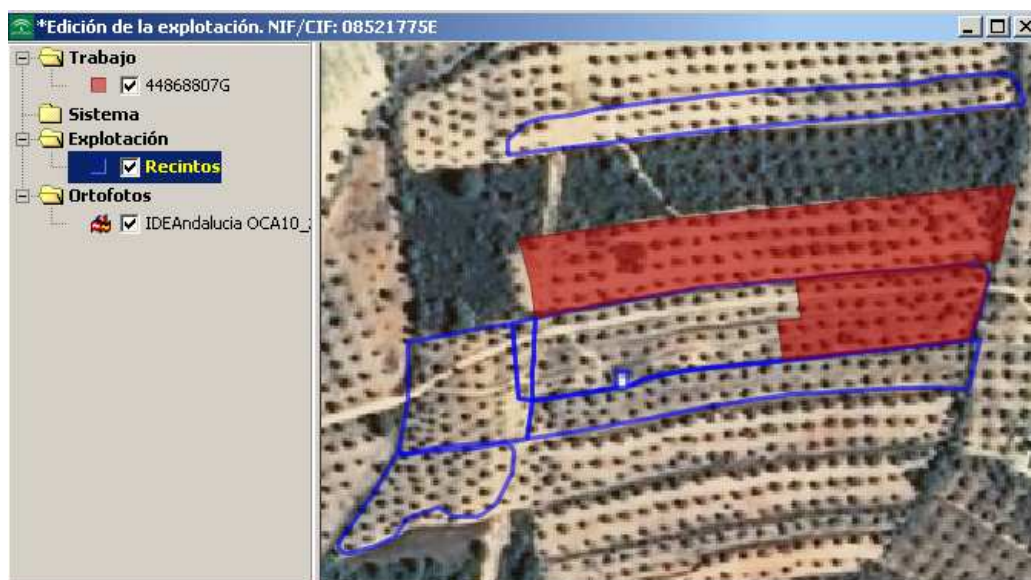 *Edición de la explotación. NIF/CIF: 08521775E
Trabajo
44868807G
Sistema
Explotación
Recintos
Ortofotos
IDEAndalucia OCA10_